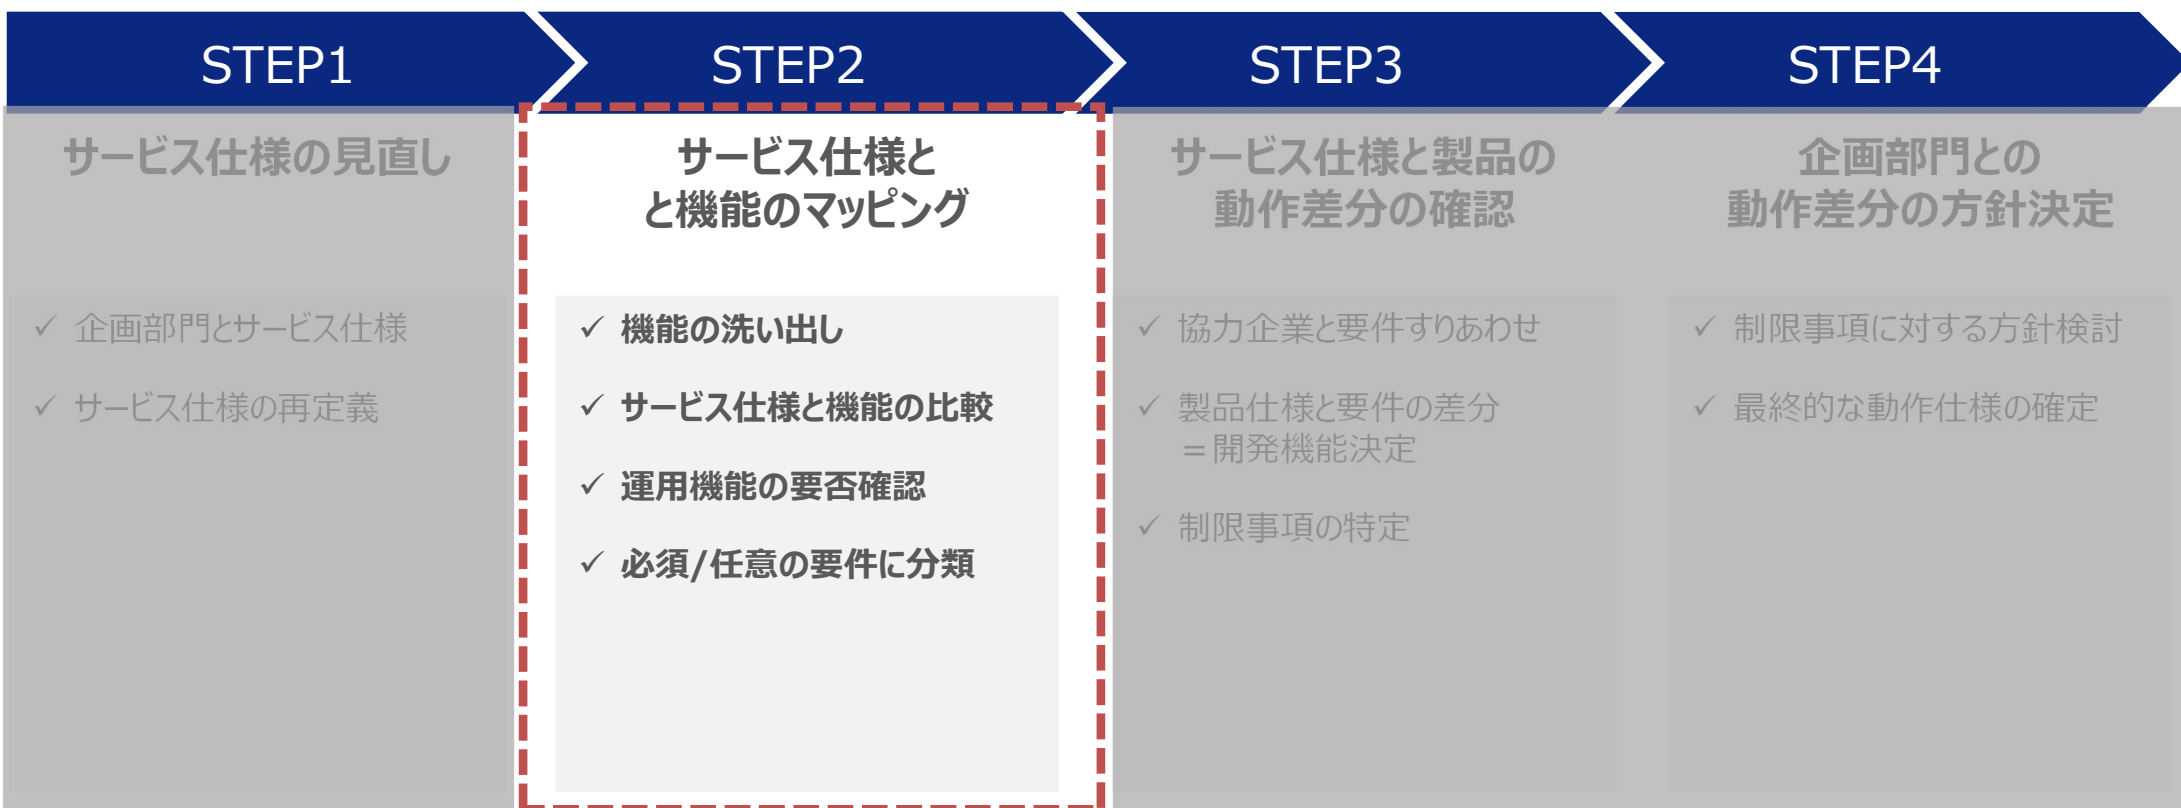 STEP1
STEP2
STEP3
STEP4
サービス仕様の見直し
✓ 企画部門とサービス仕様
✓ サービス仕様の再定義
サービス仕様と
と機能のマッピング
✓ 機能の洗い出し
✓ サービス仕様と機能の比較
✓ 運用機能の要否確認
✓ 必須/任意の要件に分類
サービス仕様と製品の
動作差分の確認
✓ 協力企業と要件すりあわせ
✓ 製品仕様と要件の差分
＝開発機能決定
✓ 制限事項の特定
企画部門との
動作差分の方針決定
✓ 制限事項に対する方針検討
✓ 最終的な動作仕様の確定